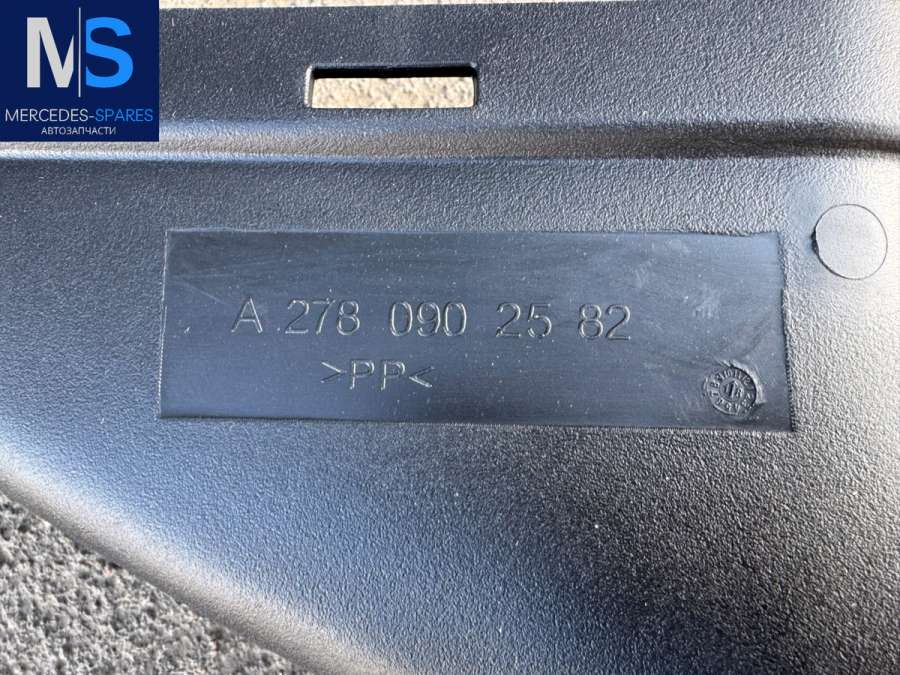 MS
MERCEDES-SPARES
АВТОЗАПЧАСТИ
A 278 090 25 82
>PP<